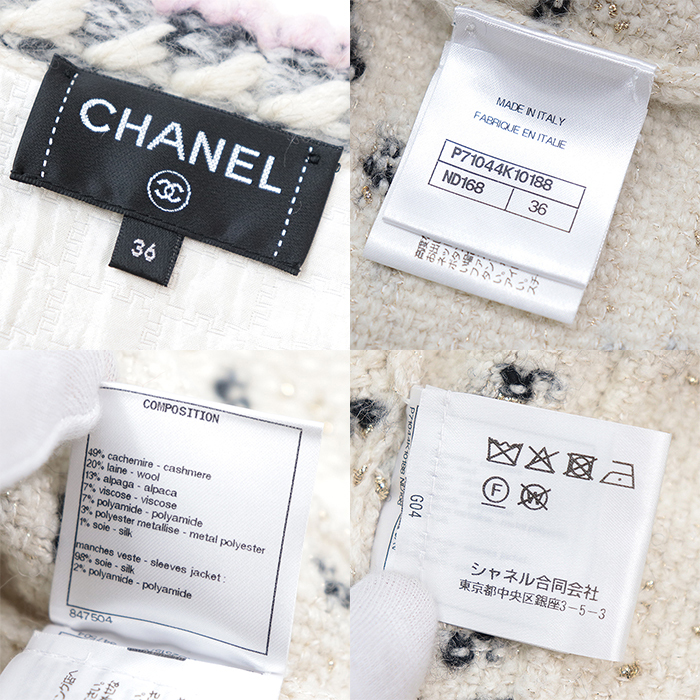 CHANEL
36
MADE IN ITALY
FABRIQUE EN ITALIE
P71044K10188
ND168
36
COMPOSITION
49% cachemire - cashmere
20% laine - wool
13% alpaga - alpaca
7% viscose - viscose
7% polyamide - polyamide
3% polyester metallise - metal polyester
1% soie - silk
manches veste - sleeves jacket :
98% soie - silk
2% polyamide - polyamide
847504
G04
F
W
シャネル合同会社
東京都中央区銀座3-5-3